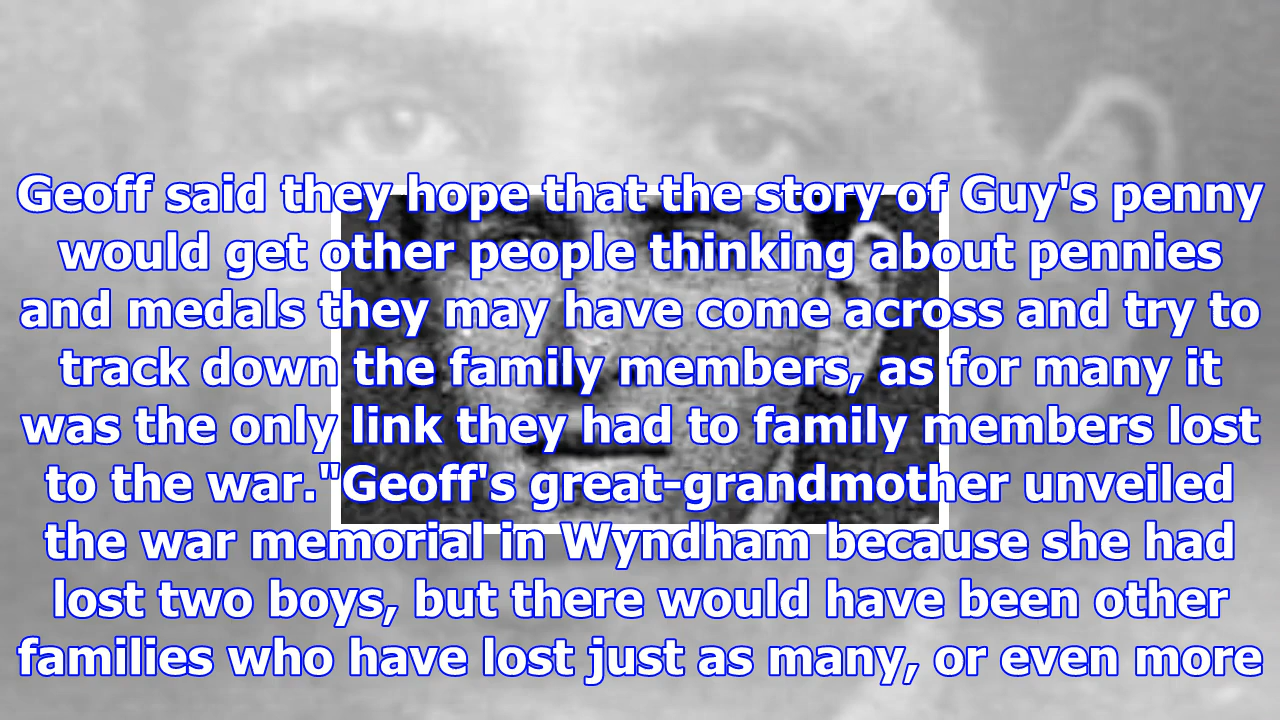 Geoff said they hope that the story of Guy's penny
would get other people thinking about pennies
and medals they may have come across and try to
track down the family members, as for many it
was the only link they had to family members lost
to the war."Geoff's great-grandmother unveiled
the war memorial in Wyndham because she had
lost two boys, but there would have been other
families who have lost just as many, or even more